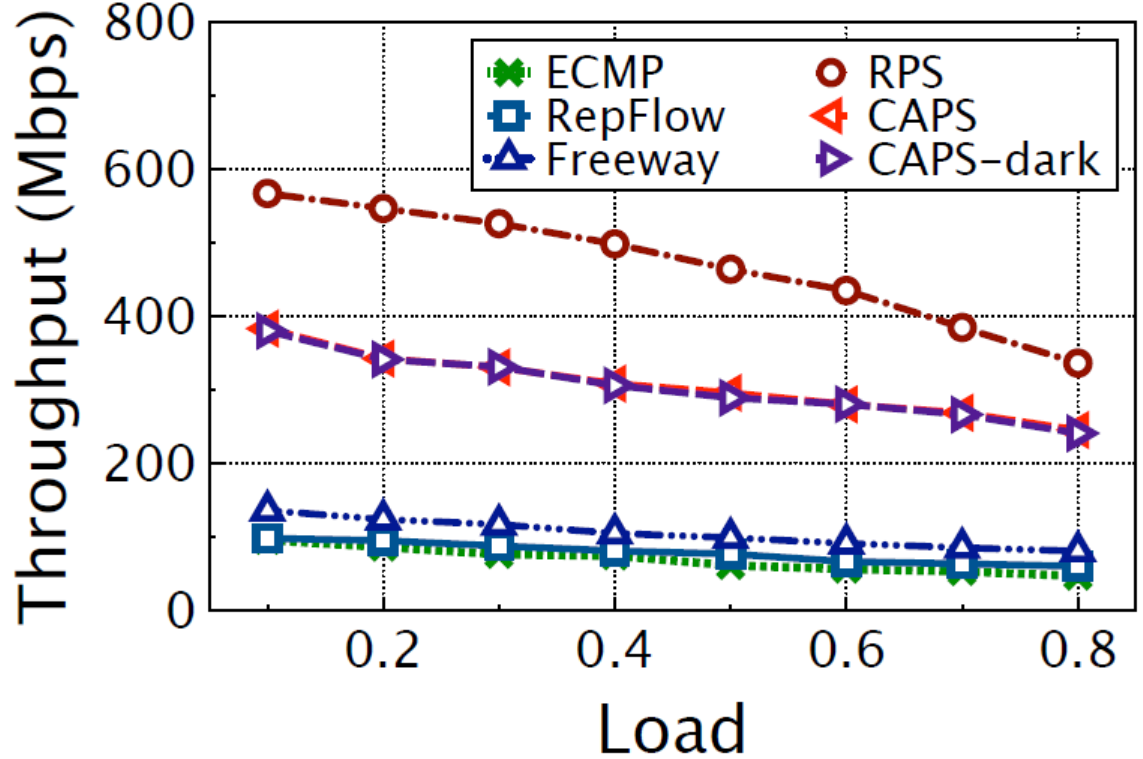 Throughput (Mbps)
800
600
400
200
0
ECMP
RepFlow
Freeway
RPS
CAPS
CAPS-dark
0.2
0.4
0.6
0.8
Load